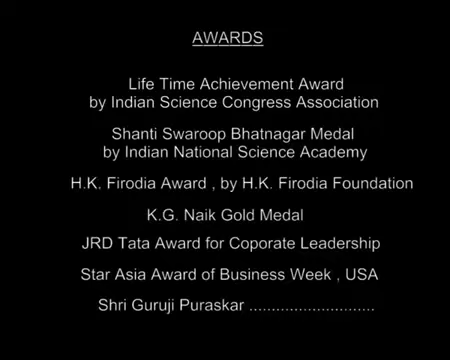 AWARDS
Life Time Achievement Award
by Indian Science Congress Association
Shanti Swaroop Bhatnagar Medal
by Indian National Science Academy
H.K. Firodia Award , by H.K. Firodia Foundation
K.G. Naik Gold Medal
JRD Tata Award for Coporate Leadership
Star Asia Award of Business Week , USA
Shri Guruji Puraskar ............................